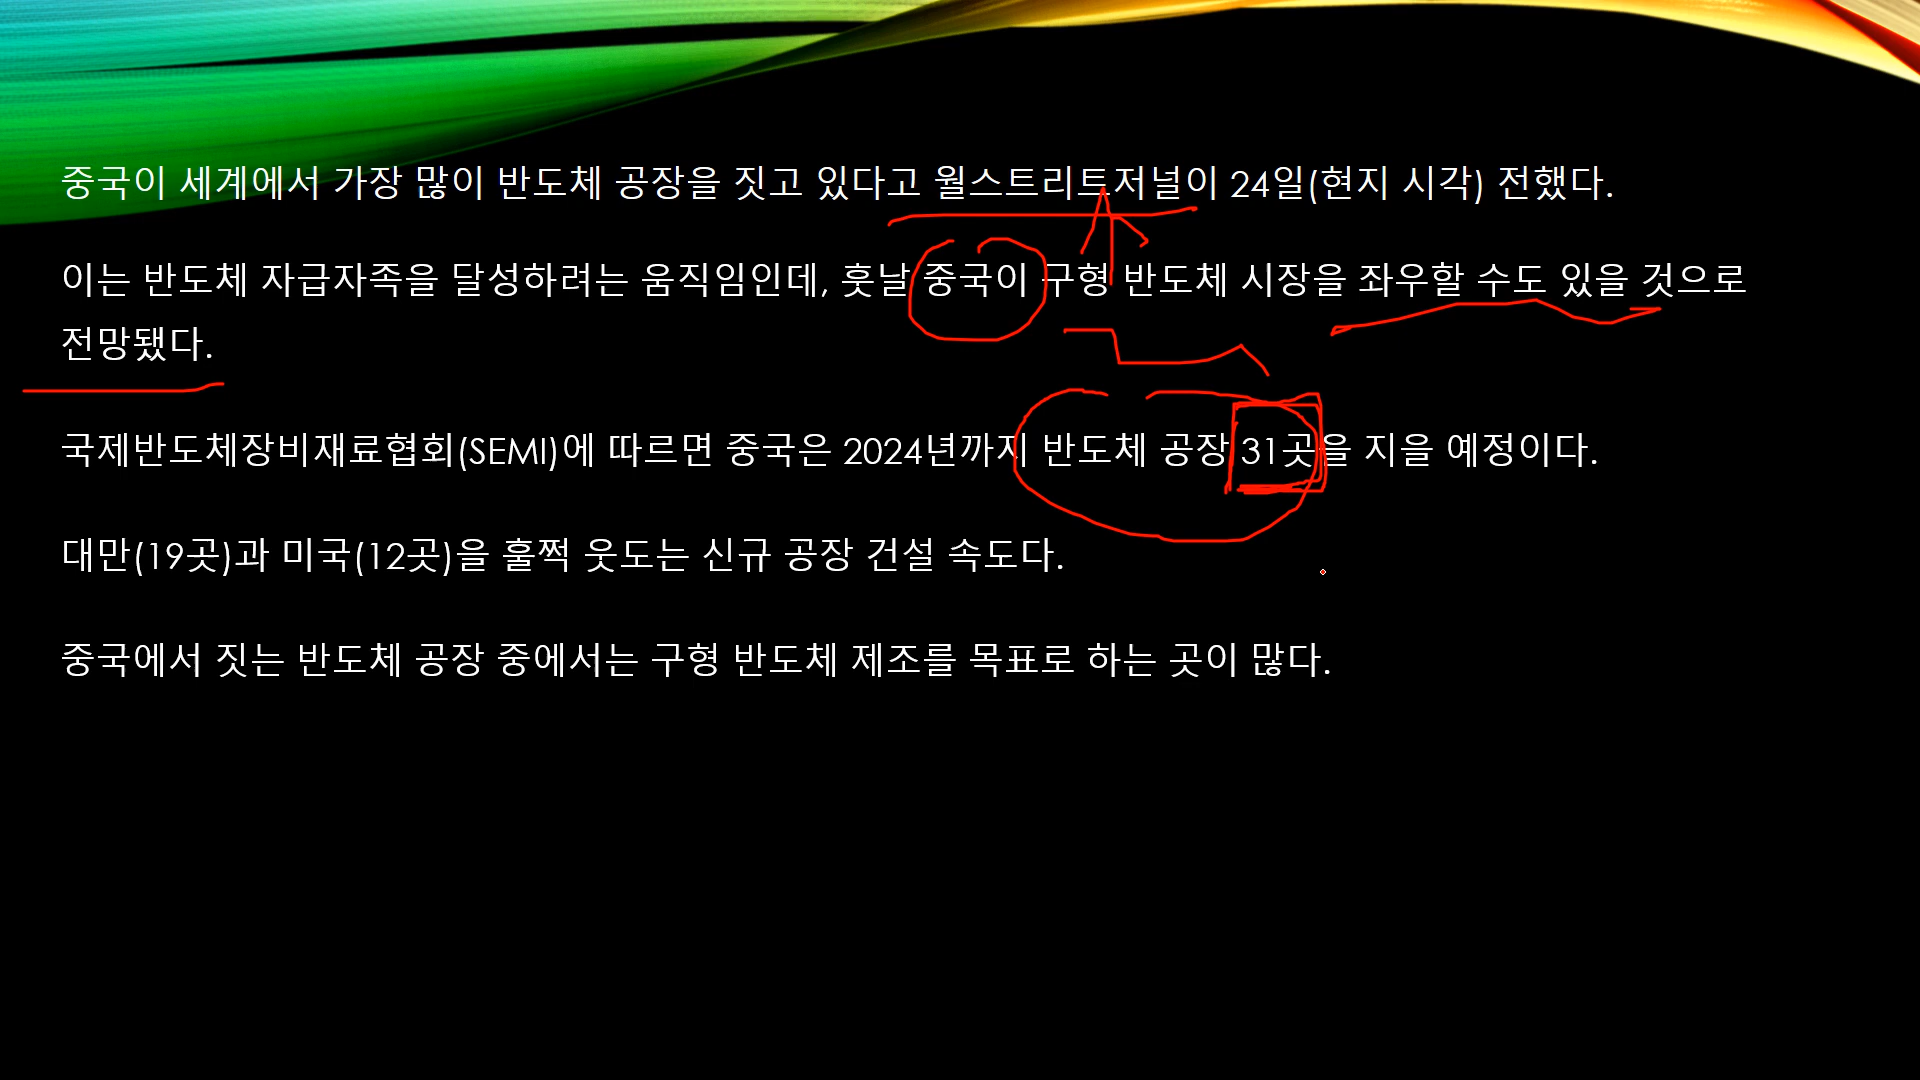 중국이 세계에서 가장 많이 반도체 공장을 짓고 있다고 월스트리트저널이 24일(현지 시각) 전했다.
이는 반도체 자급자족을 달성하려는 움직임인데, 훗날 중국이 구형 반도체 시장을 좌우할 수도 있을 것으로
전망됐다.
국제반도체장비재료협회(SEMI)에 따르면 중국은 2024년까지 반도체 공장 31곳을 지을 예정이다.
대만(19곳)과 미국(12곳)을 훌쩍 웃도는 신규 공장 건설 속도다.
중국에서 짓는 반도체 공장 중에서는 구형 반도체 제조를 목표로 하는 곳이 많다.